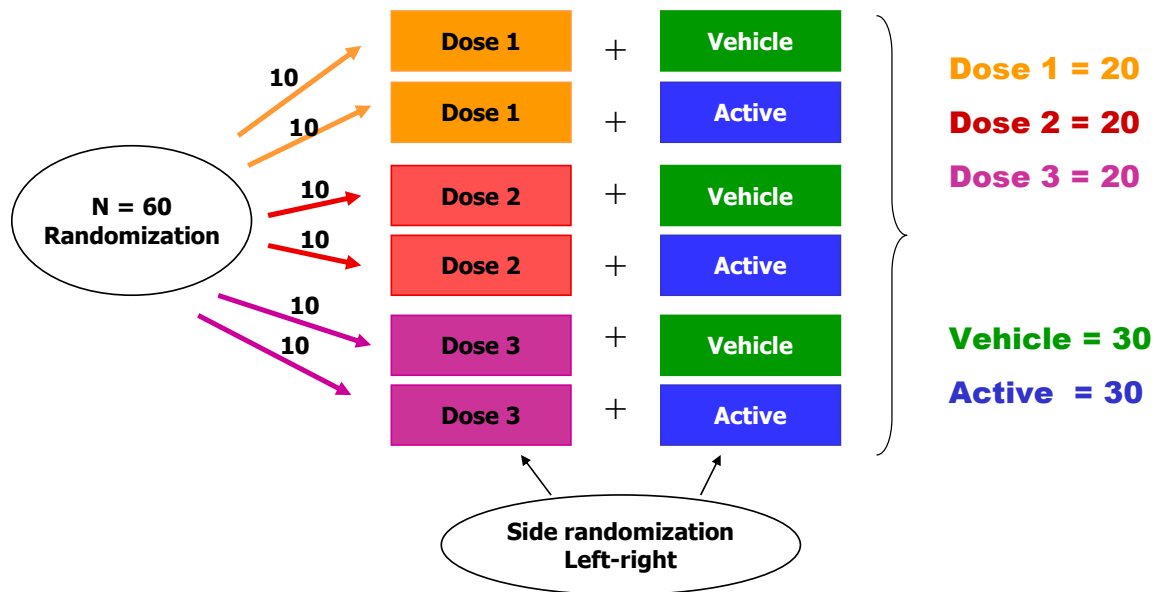 Dose 1 + Vehicle
10
Dose 1 = 20
10
Dose 1 + Active
Dose 2 = 20
Dose 3 = 20
10
Dose 2 + Vehicle
N = 60
Randomization
10
Dose 2 + Active
10
Dose 3 + Vehicle
Vehicle = 30
10
Dose 3 + Active
Active = 30
Side randomization
Left-right